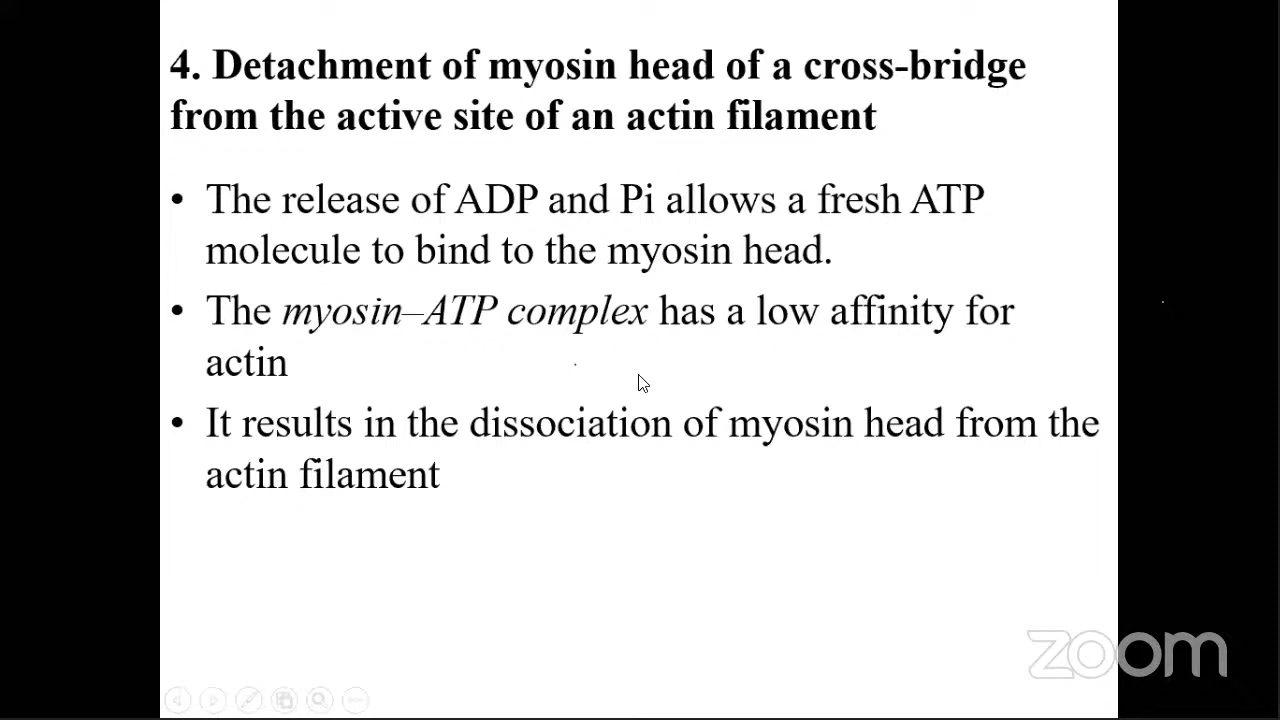 4. Detachment of myosin head of a cross-bridge
from the active site of an actin filament
• The release of ADP and Pi allows a fresh ATP
molecule to bind to the myosin head.
• The myosin–ATP complex has a low affinity for
actin
• It results in the dissociation of myosin head from the
actin filament
zoom